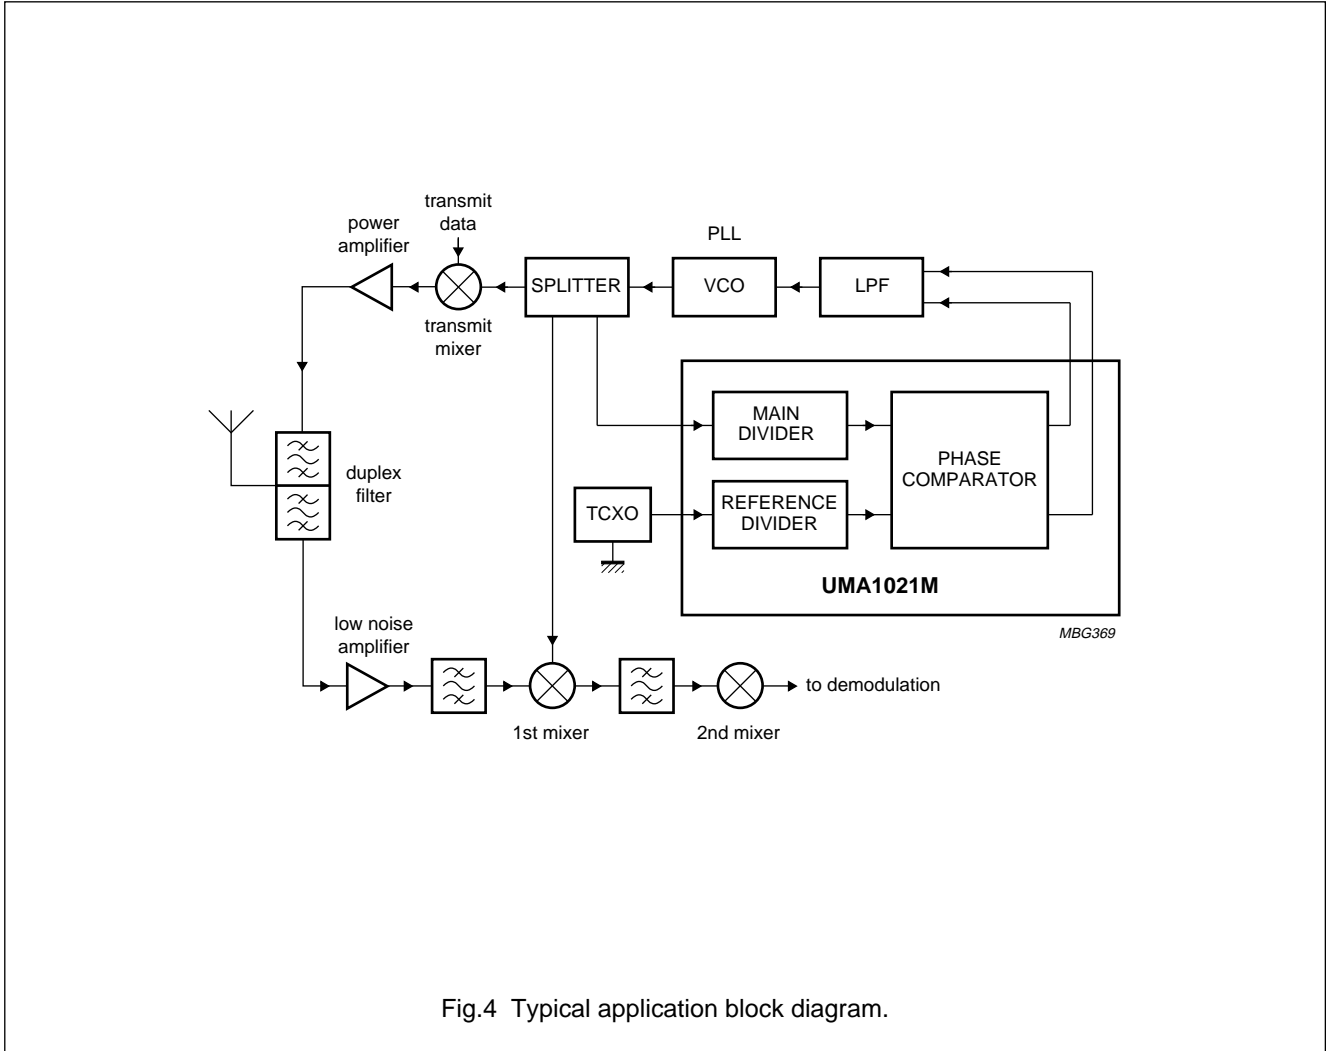 transmit
data
power
amplifier
PLL
SPLITTER
VCO
LPF
transmit
mixer
MAIN
DIVIDER
PHASE
COMPARATOR
duplex
filter
TCXO
REFERENCE
DIVIDER
UMA1021M
MBG369
low noise
amplifier
to demodulation
1st mixer
2nd mixer
Fig.4 Typical application block diagram.